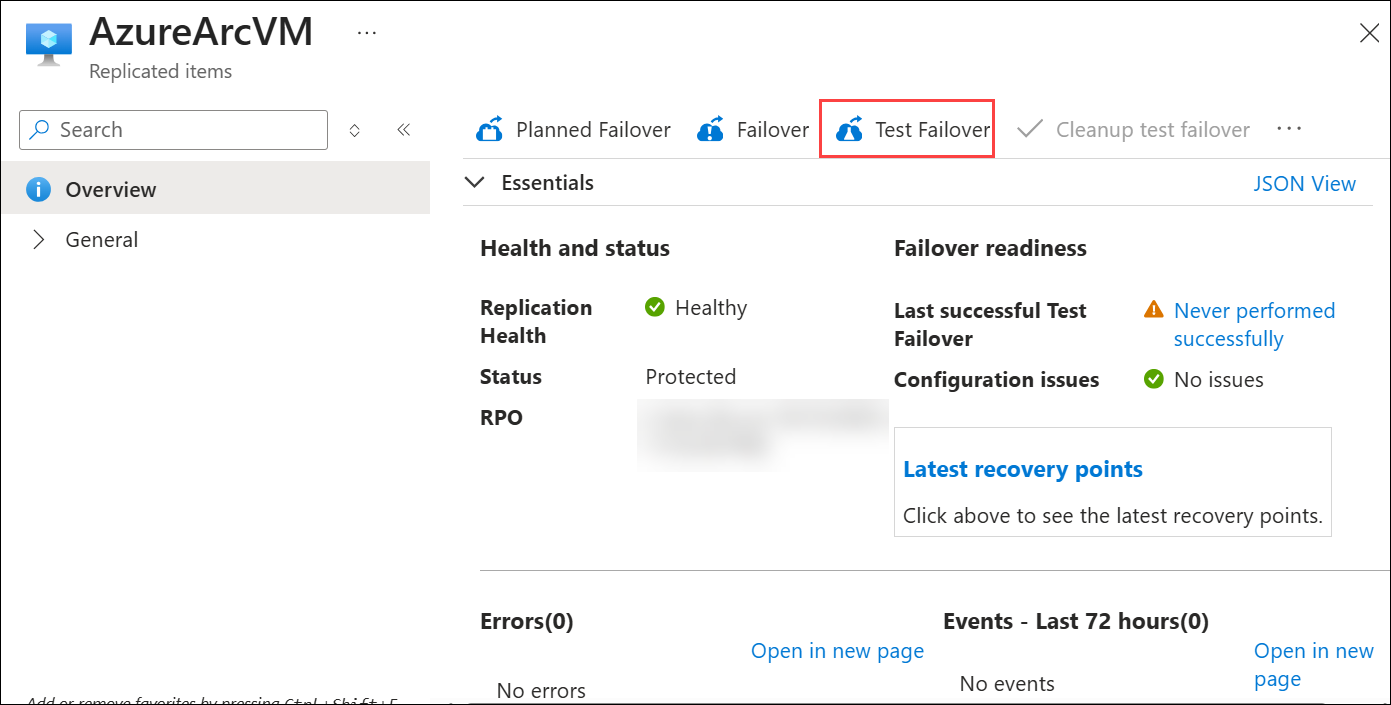 AzureArcVM ...
Replicated items
Search
Planned Failover Failover Test Failover Cleanup test failover ...
Overview
General
Essentials JSON View
Health and status
Replication
Health
Healthy
Status Protected
RPO
Failover readiness
Last successful Test
Failover
Never performed
successfully
Configuration issues No issues
Latest recovery points
Click above to see the latest recovery points.
Errors(0)
Open in new page
No errors
Events - Last 72 hours(0)
Open in new
page
No events
Add or remove favorites by pressing Ctrl+Shift+F